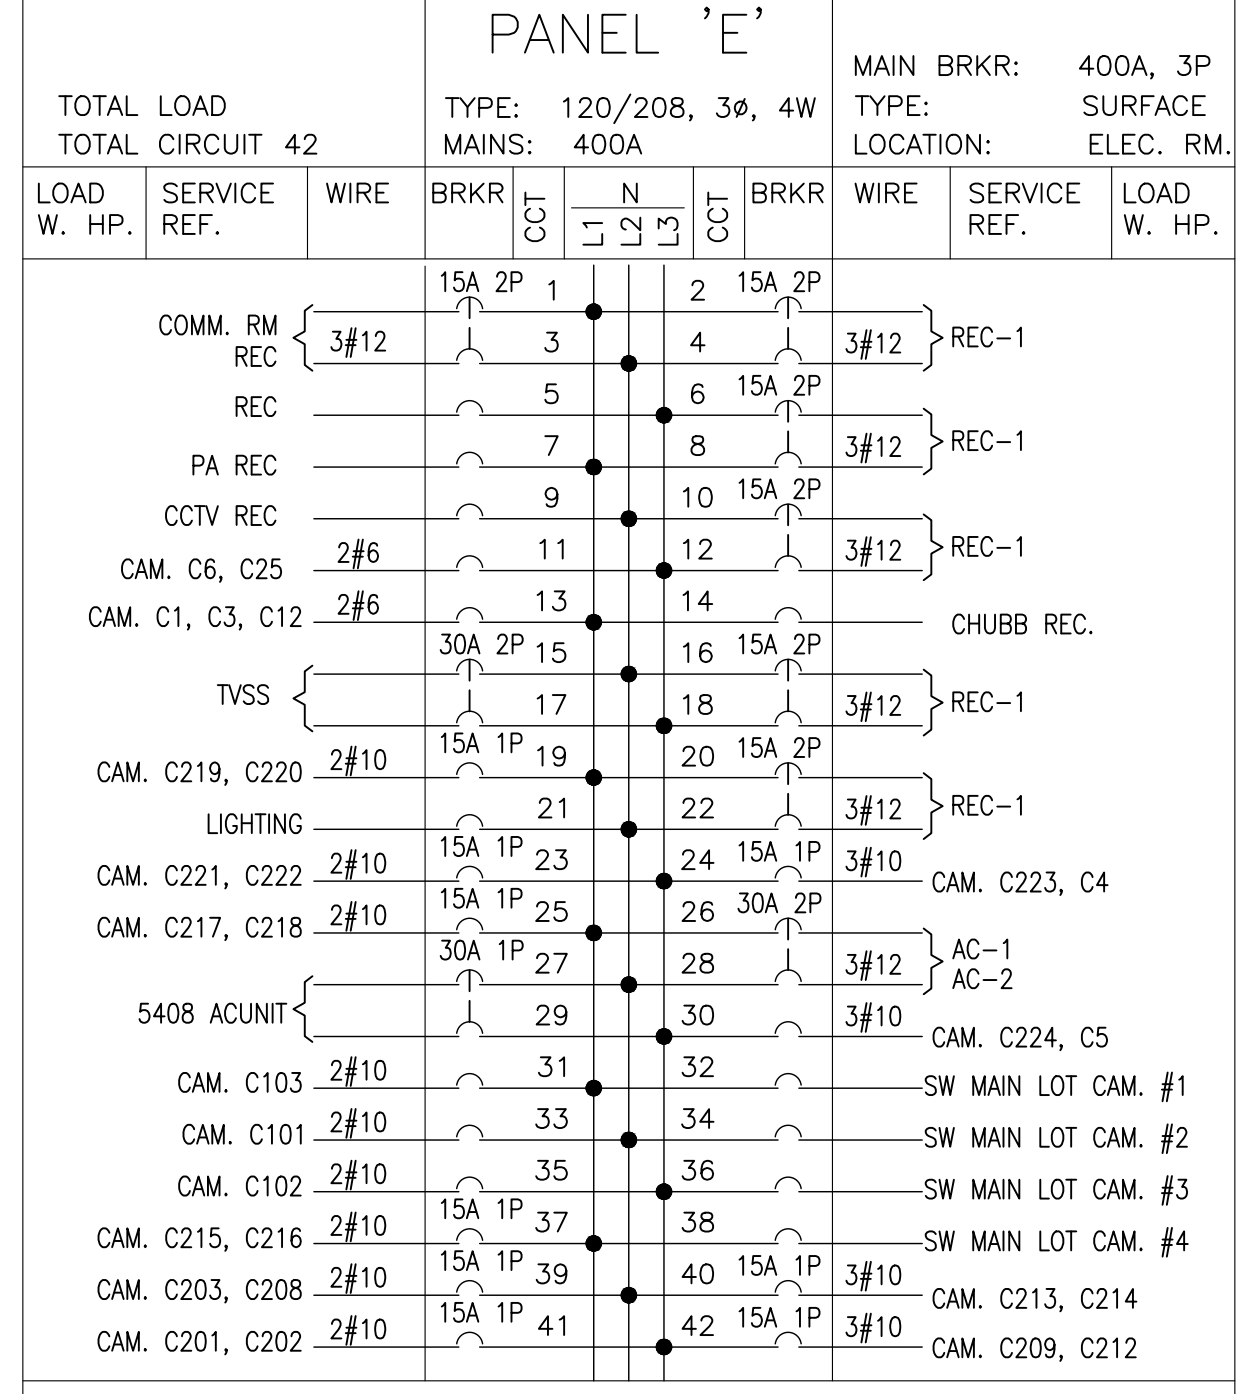 PANEL 'E'
TOTAL LOAD
TOTAL CIRCUIT 42
TYPE: 120/208, 3ø, 4W
MAINS: 400A
MAIN BRKR: 400A, 3P
TYPE: SURFACE
LOCATION: ELEC. RM.
LOAD W. HP. SERVICE REF. WIRE BRKR CCT N L1 L2 L3 CCT BRKR WIRE SERVICE REF. LOAD W. HP.
15A 2P 1 2 15A 2P
COMM. RM REC 3#12 3 4 3#12 REC-1
REC 5 6 15A 2P
PA REC 7 8 3#12 REC-1
CCTV REC 9 10 15A 2P
CAM. C6, C25 2#6 11 12 3#12 REC-1
CAM. C1, C3, C12 2#6 13 14 CHUBB REC.
30A 2P 15 16 15A 2P
TVSS 17 18 3#12 REC-1
CAM. C219, C220 2#10 15A 1P 19 20 15A 2P
LIGHTING 21 22 3#12 REC-1
CAM. C221, C222 2#10 15A 1P 23 24 15A 1P 3#10 CAM. C223, C4
CAM. C217, C218 2#10 15A 1P 25 26 30A 2P
30A 1P 27 28 3#12 AC-1 AC-2
5408 ACUNIT 29 30 3#10 CAM. C224, C5
CAM. C103 2#10 31 32 SW MAIN LOT CAM. #1
CAM. C101 2#10 33 34 SW MAIN LOT CAM. #2
CAM. C102 2#10 35 36 SW MAIN LOT CAM. #3
CAM. C215, C216 2#10 15A 1P 37 38 SW MAIN LOT CAM. #4
CAM. C203, C208 2#10 15A 1P 39 40 15A 1P 3#10 CAM. C213, C214
CAM. C201, C202 2#10 15A 1P 41 42 15A 1P 3#10 CAM. C209, C212